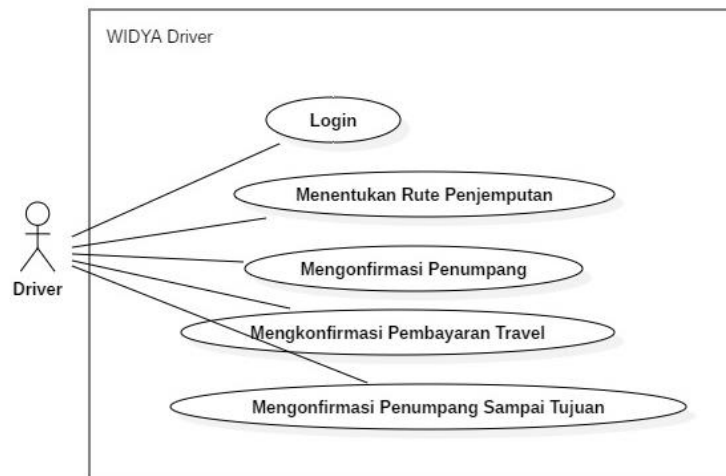 WIDYA Driver
Login
Menentukan Rute Penjemputan
Mengonfirmasi Penumpang
Driver
Mengkonfirmasi Pembayaran Travel
Mengonfirmasi Penumpang Sampai Tujuan